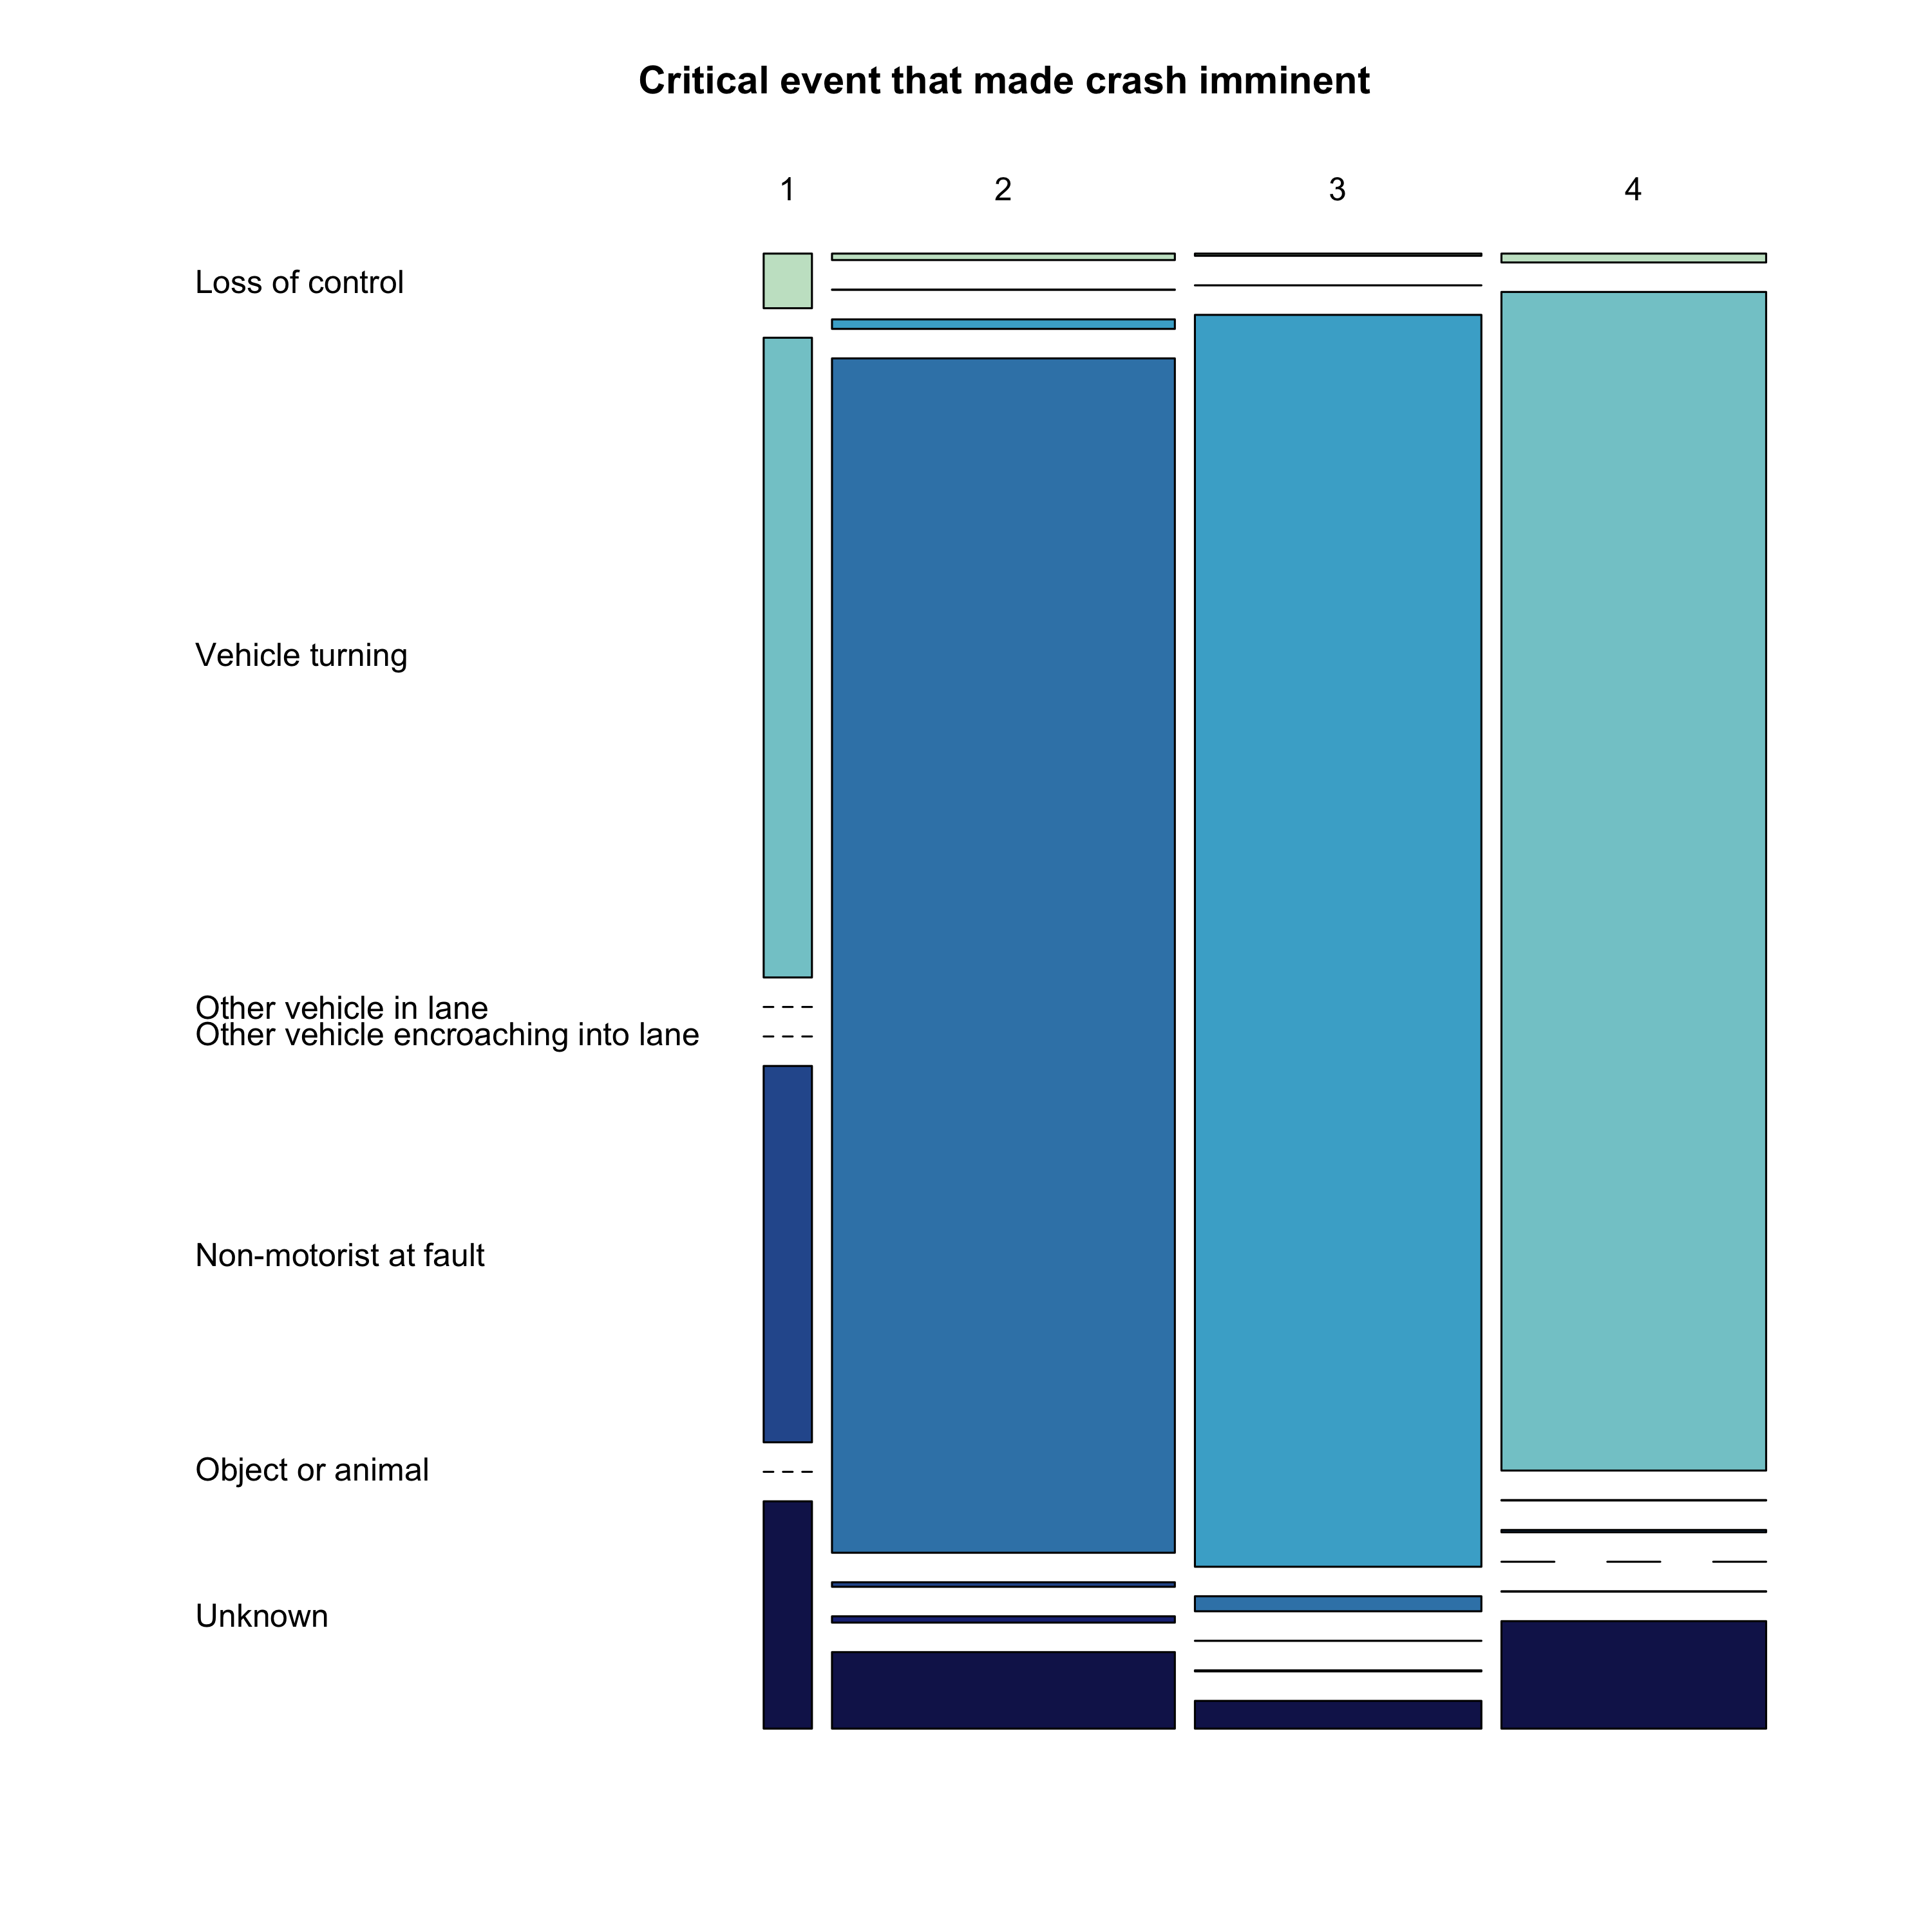 Critical event that made crash imminent
1 2 3 4
Loss of control
Vehicle turning
Other vehicle in lane
Other vehicle encroaching into lane
Non-motorist at fault
Object or animal
Unknown